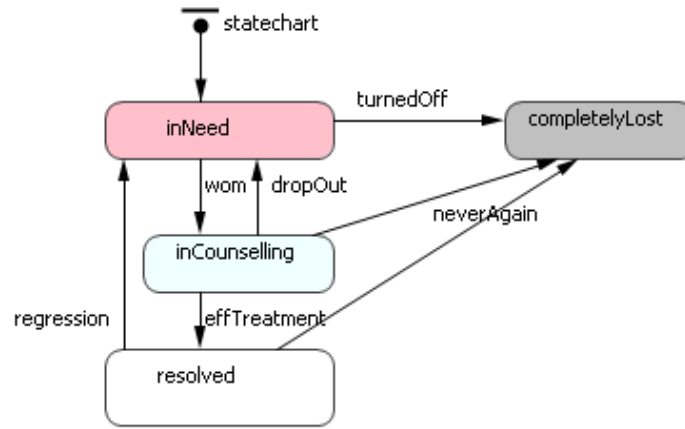 statechart
turnedOff
inNeed
completelyLost
wom
dropOut
neverAgain
inCounselling
regression
effTreatment
resolved